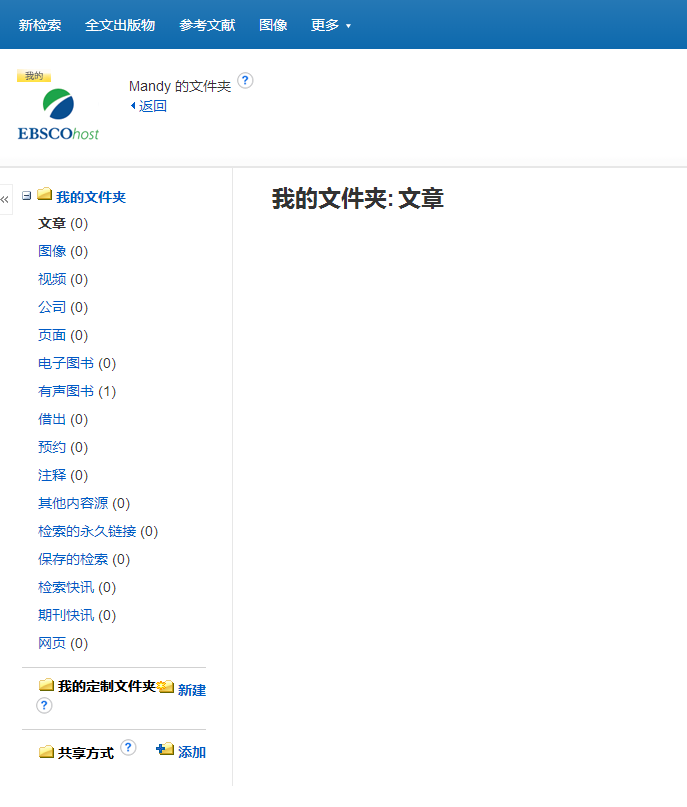 新检索 全文出版物 参考文献 图像 更多
我的
Mandy 的文件夹 ?
返回
EBSCOhost
«
我的文件夹
我的文件夹: 文章
文章 (0)
图像 (0)
视频 (0)
公司 (0)
页面 (0)
电子图书 (0)
有声图书 (1)
借出 (0)
预约 (0)
注释 (0)
其他内容源 (0)
检索的永久链接 (0)
保存的检索 (0)
检索快讯 (0)
期刊快讯 (0)
网页 (0)
我的定制文件夹 新建
?
共享方式 ? 添加